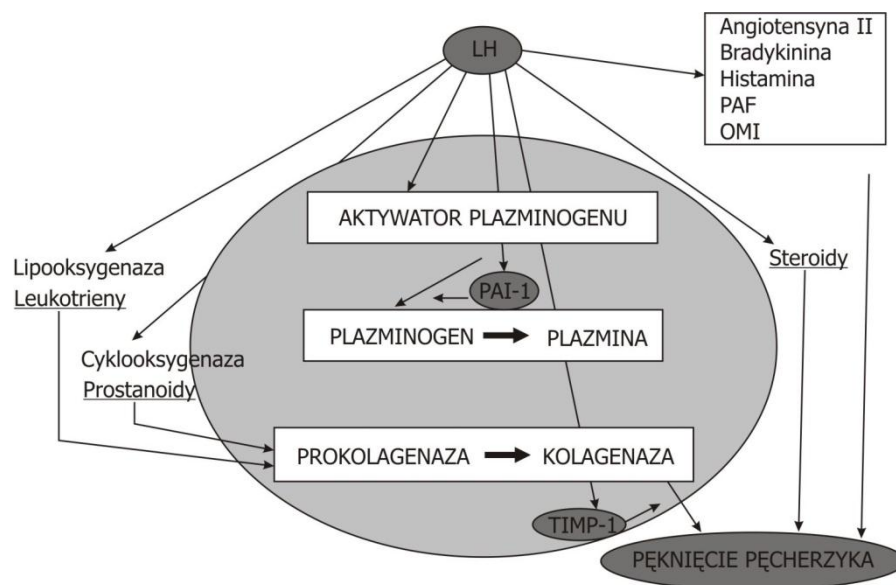 LH
Angiotensyna II
Bradykinina
Histamina
PAF
OMI
AKTYWATOR PLAZMINOGENU
Lipooksygenaza
Leukotrieny
Steroidy
PAI-1
PLAZMINOGEN PLAZMINA
Cyklooksygenaza
Prostanoidy
PROKOLAGENAZA KOLAGENAZA
TIMP-1
PĘKNIĘCIE PĘCHERZYKA